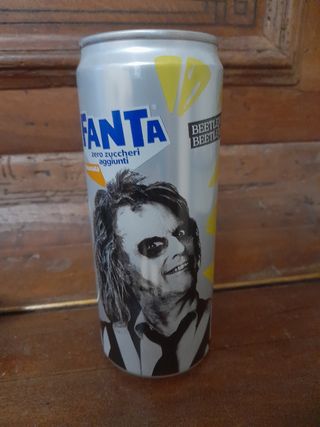 FANTA
zero zuccheri
aggiunti
BEETLE
BEETLE